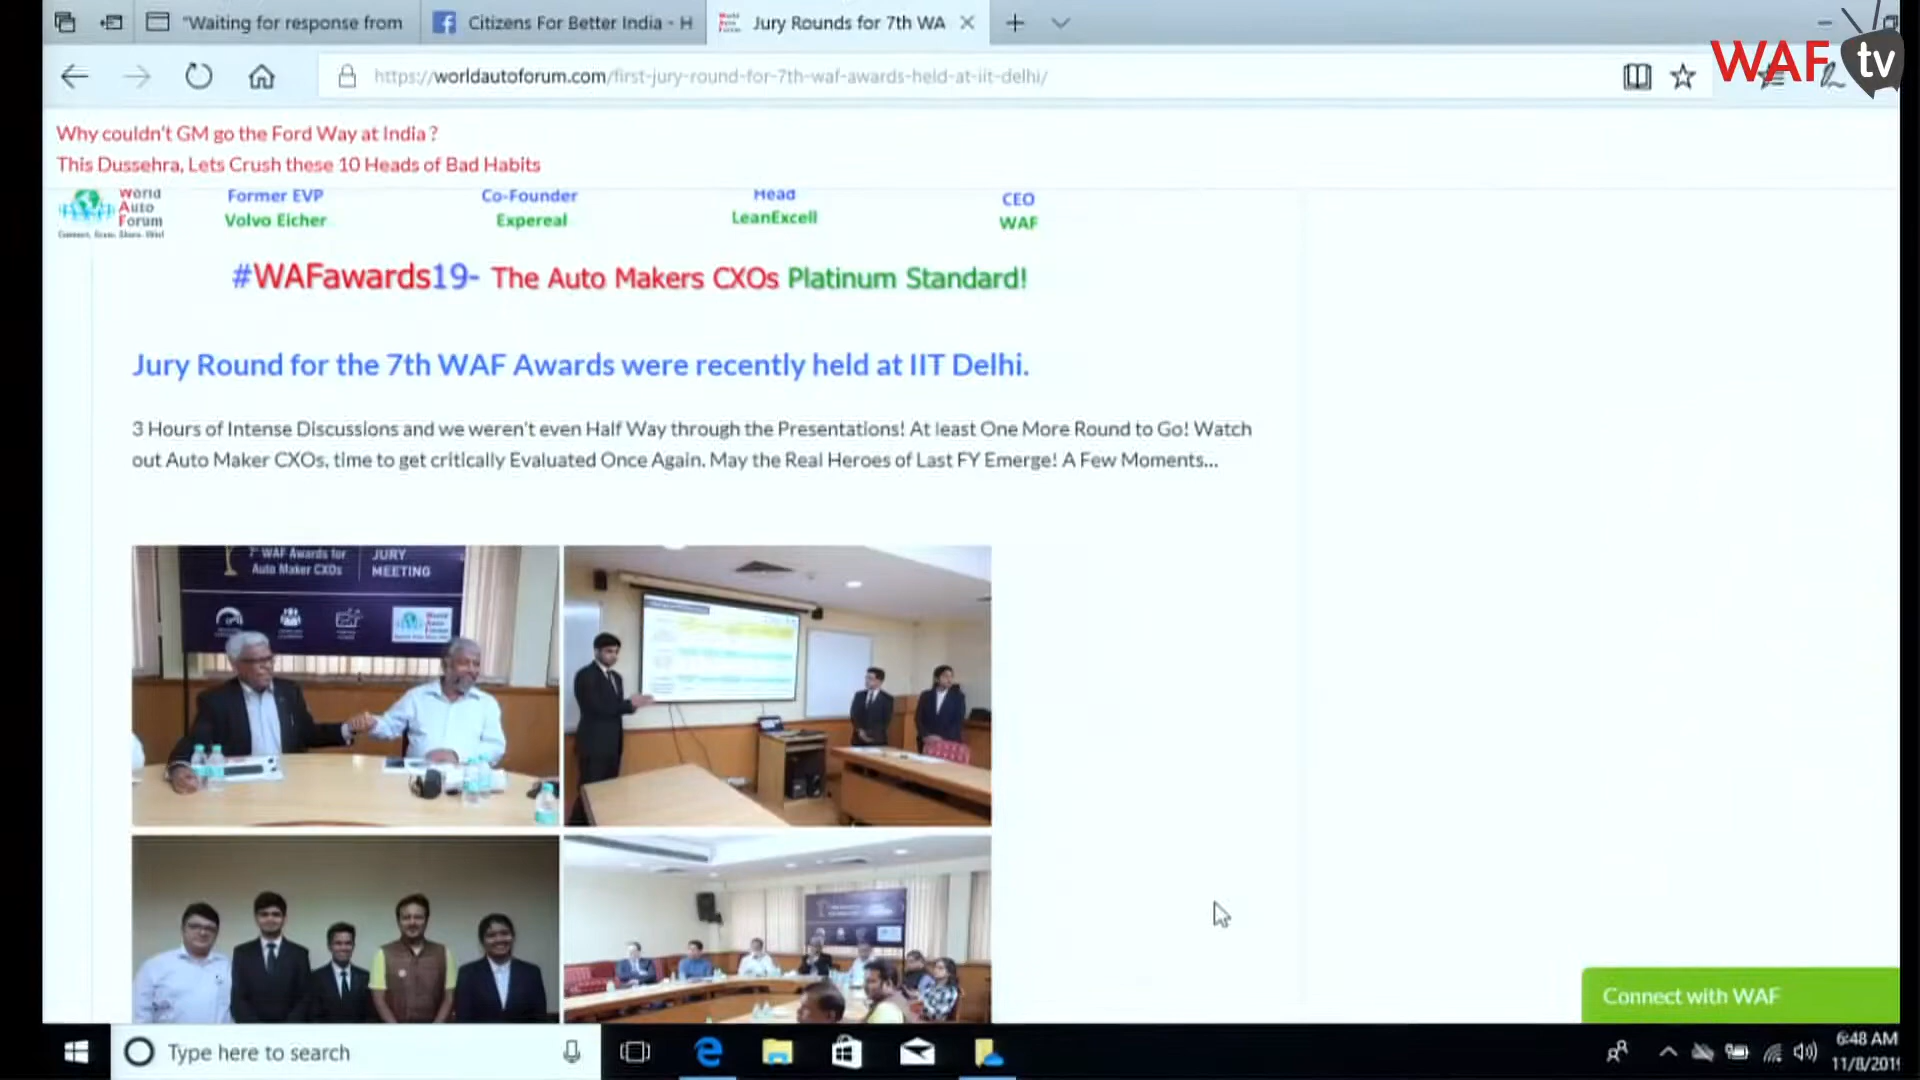 "Waiting for response from
Citizens For Better India - H
Jury Rounds for 7th WA
WAF tv
https://worldautoforum.com/first-jury-round-for-7th-waf-awards-held-at-iit-delhi/
Why couldn't GM go the Ford Way at India ?
This Dussehra, Lets Crush these 10 Heads of Bad Habits
World
Auto
Forum
Former EVP
Volvo Eicher
Co-Founder
Expereal
Head
LeanExcell
CEO
WAF
#WAFawards19- The Auto Makers CXOs Platinum Standard!
Jury Round for the 7th WAF Awards were recently held at IIT Delhi.
3 Hours of Intense Discussions and we weren't even Half Way through the Presentations! At least One More Round to Go! Watch
out Auto Maker CXOs, time to get critically Evaluated Once Again. May the Real Heroes of Last FY Emerge! A Few Moments...
7th WAF Awards for
Auto Maker CXOs
JURY
MEETING
Connect with WAF
Type here to search
6:48 AM
11/8/2019